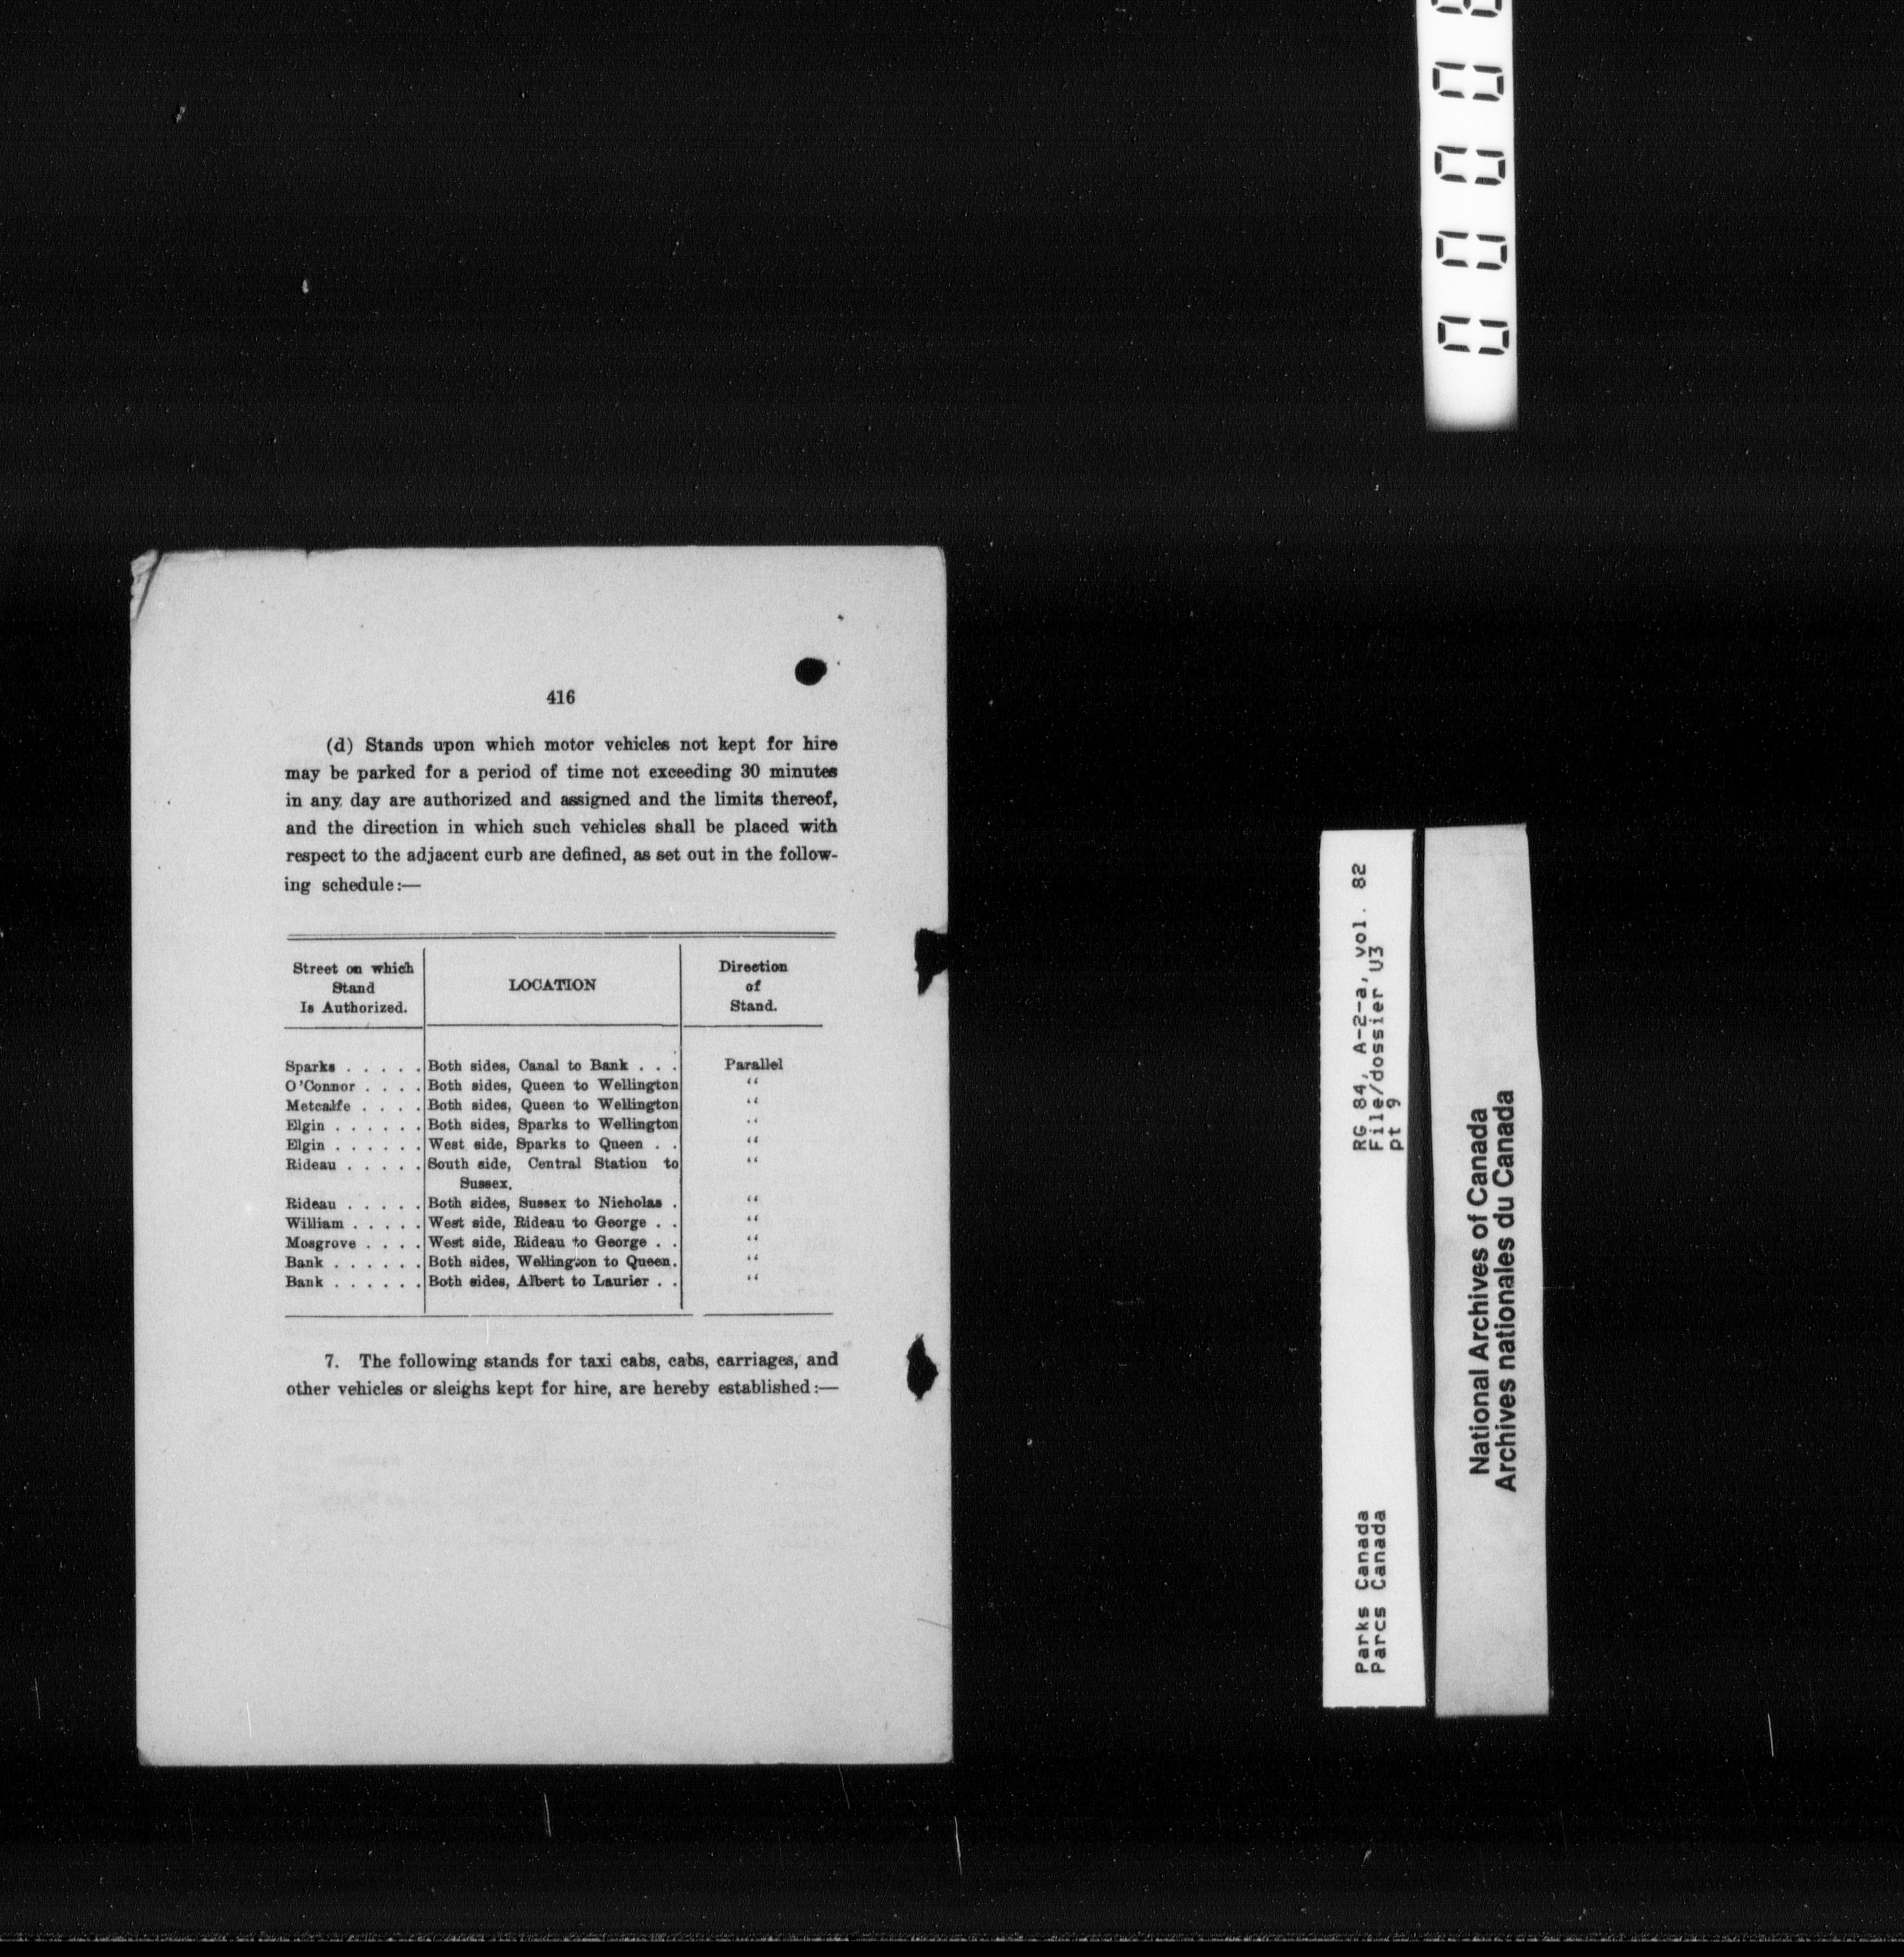 416
(d) Stands upon which motor vehicles not kept for hire
may be parked for a period of time not exceeding 30 minutes
in any day are authorized and assigned and the limits thereof,
and the direction in which such vehicles shall be placed with
respect to the adjacent curb are defined, as set out in the follow-
ing schedule:—
Street on which
Stand
Is Authorized.
LOCATION
Direction
of
Stand.
Sparks . . . . . Both sides, Canal to Bank . . . Parallel
O'Connor . . . . Both sides, Queen to Wellington "
Metcalfe . . . . Both sides, Queen to Wellington "
Elgin . . . . . . Both sides, Sparks to Wellington "
Elgin . . . . . . West side, Sparks to Queen . . "
Rideau . . . . . South side, Central Station to "
Sussex.
Rideau . . . . . Both sides, Sussex to Nicholas . "
William . . . . . West side, Rideau to George . . "
Mosgrove . . . . West side, Rideau to George . . "
Bank . . . . . . Both sides, Wellington to Queen. "
Bank . . . . . . Both sides, Albert to Laurier . . "
7. The following stands for taxi cabs, cabs, carriages, and
other vehicles or sleighs kept for hire, are hereby established:—
0000
RG 84, A-2-a, vol. 82
File/dossier U3
pt 9
Parks Canada
Parcs Canada
National Archives of Canada
Archives nationales du Canada